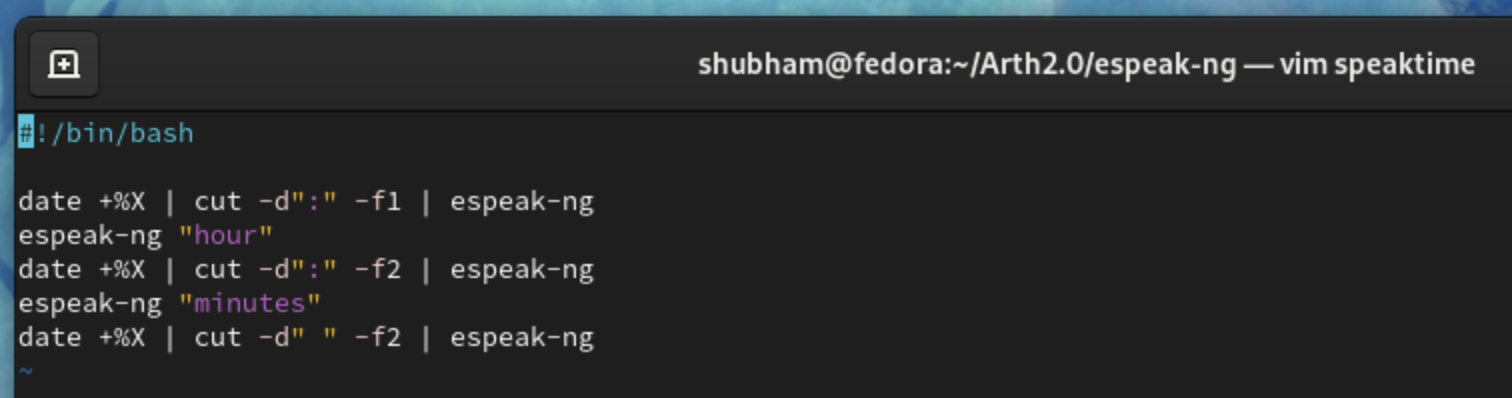 shubham@fedora:~/Arth2.0/espeak-ng — vim speaktime
#!/bin/bash
date +%X | cut -d":" -f1 | espeak-ng
espeak-ng "hour"
date +%X | cut -d":" -f2 | espeak-ng
espeak-ng "minutes"
date +%X | cut -d" " -f2 | espeak-ng
~